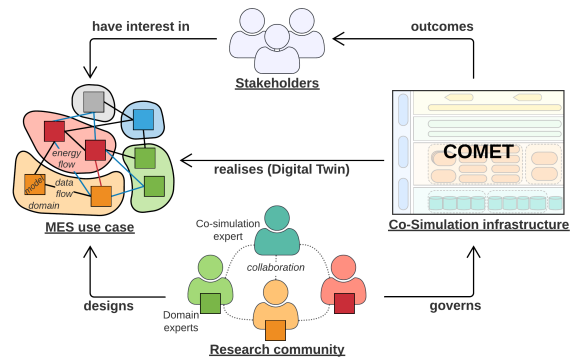 have interest in
outcomes
Stakeholders
energy
flow
model
data
flow
domain
MES use case
realises (Digital Twin)
COMET
Co-Simulation infrastructure
Co-simulation
expert
collaboration
Domain
experts
designs
governs
Research community